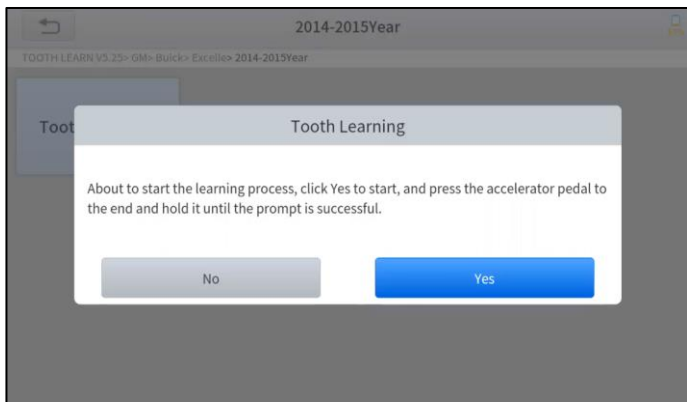 2014-2015Year
TOOTH LEARN V5.25> GM> Buick> Excelle> 2014-2015Year
Toot
Tooth Learning
About to start the learning process, click Yes to start, and press the accelerator pedal to
the end and hold it until the prompt is successful.
No
Yes